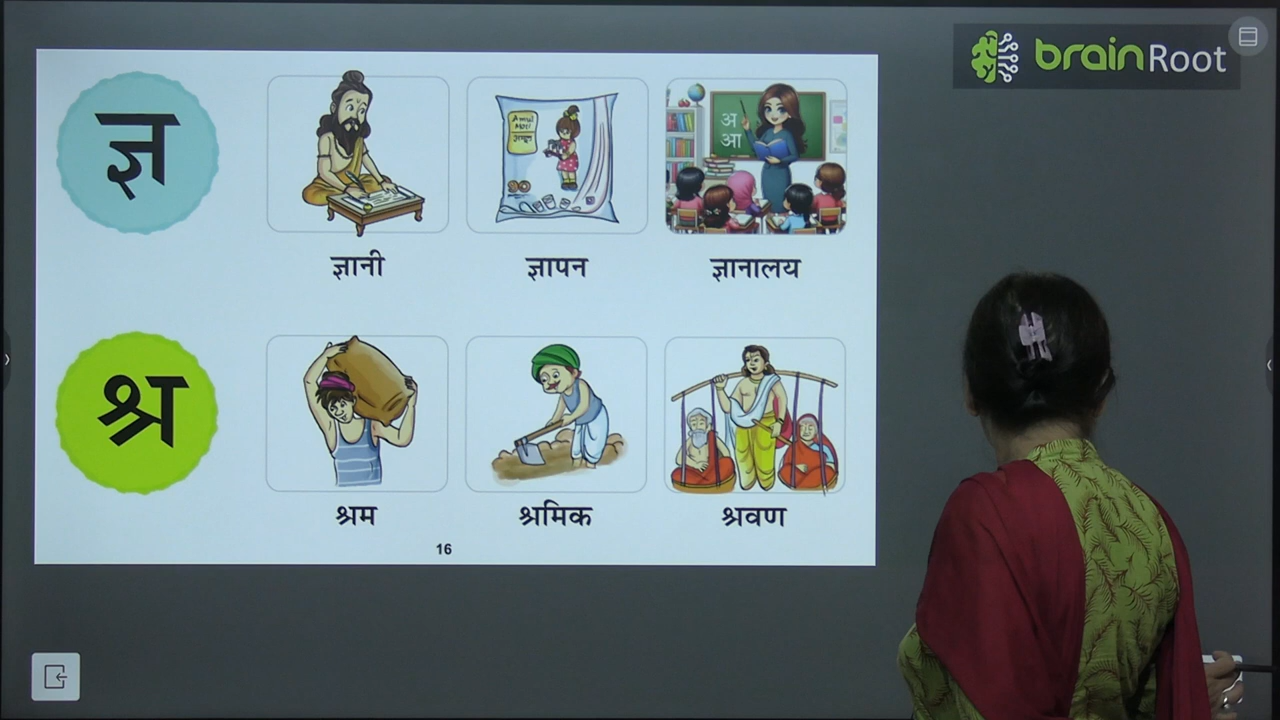 brainRoot
ज्ञ
अ
आ
ज्ञानी ज्ञापन ज्ञानालय
श्र
श्रम श्रमिक श्रवण
16